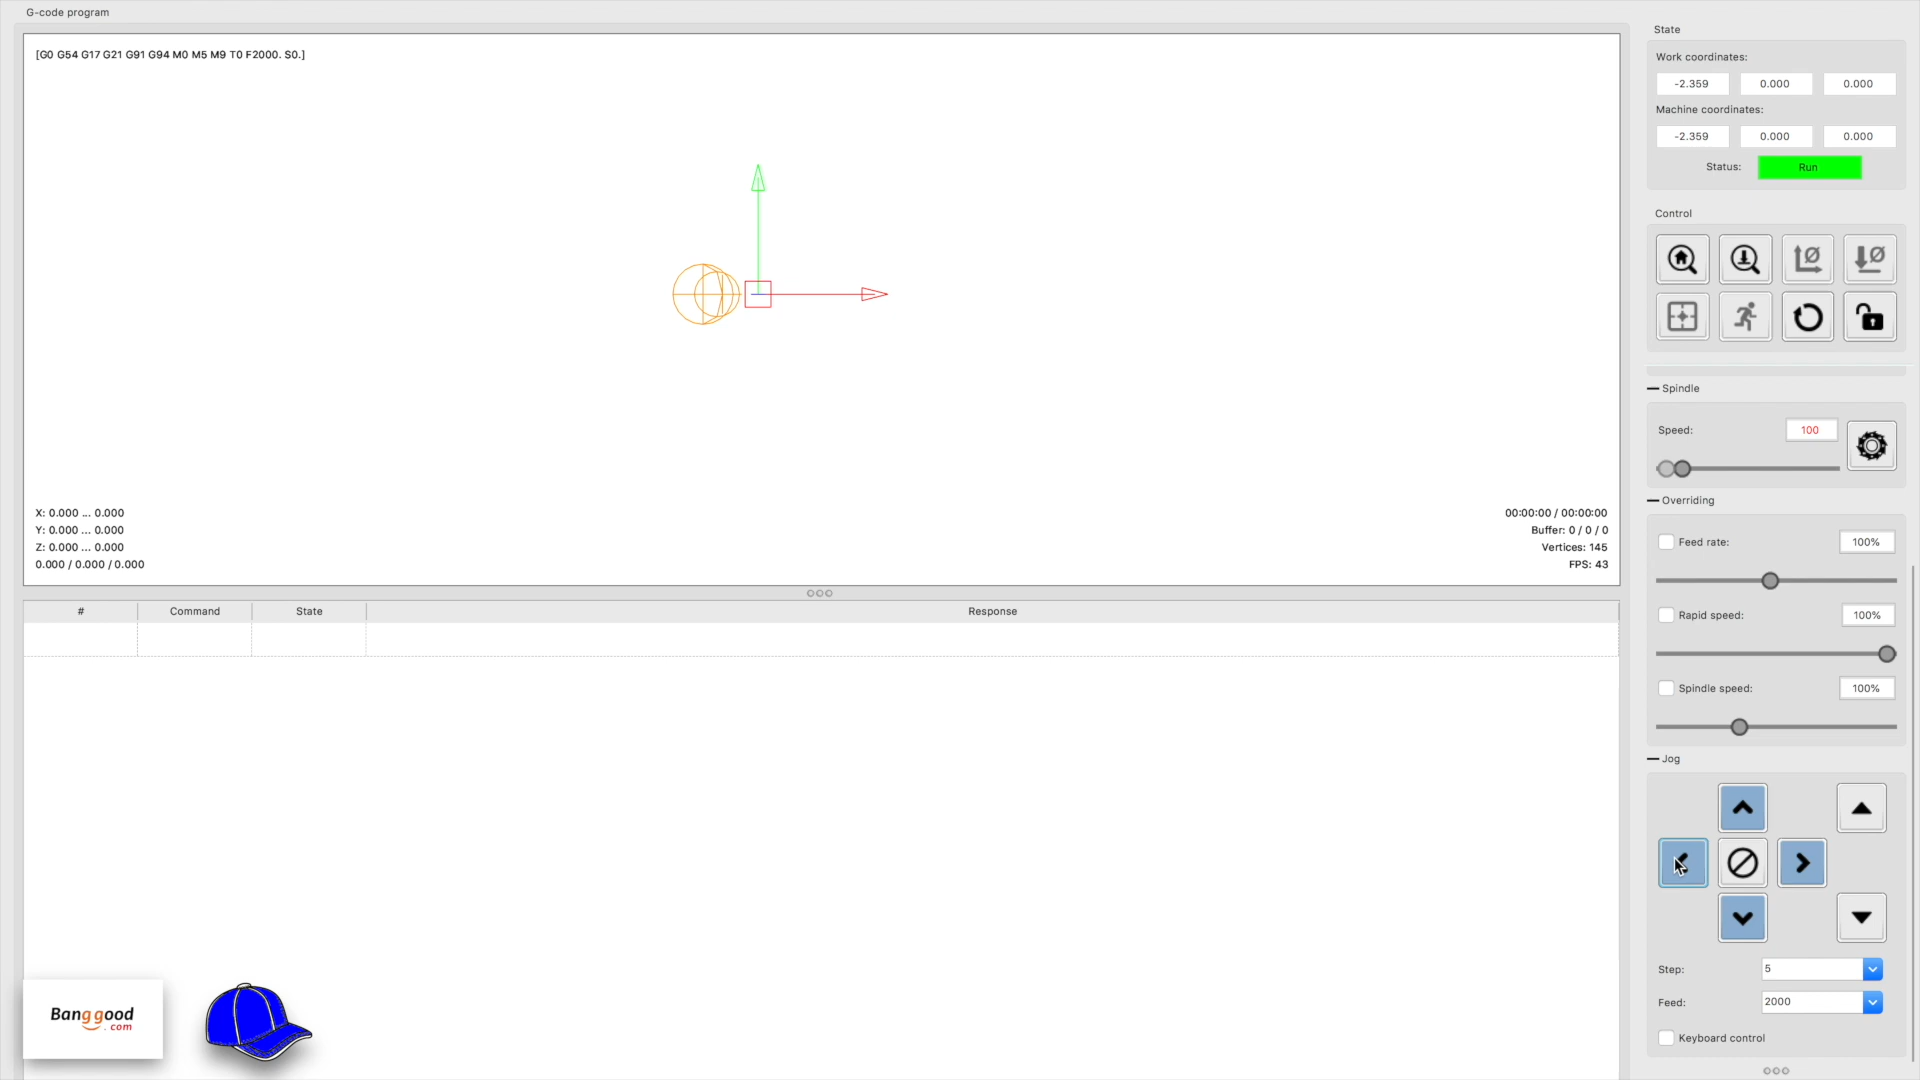 G-code program
[G0 G54 G17 G21 G91 G94 M0 M5 M9 T0 F2000. S0.]
X: 0.000 ... 0.000
Y: 0.000 ... 0.000
Z: 0.000 ... 0.000
0.000 / 0.000 / 0.000
00:00:00 / 00:00:00
Buffer: 0 / 0 / 0
Vertices: 145
FPS: 43
# Command State Response
Banggood
.com
State
Work coordinates:
-2.359 0.000 0.000
Machine coordinates:
-2.359 0.000 0.000
Status: Run
Control
Spindle
Speed: 100
Overriding
Feed rate: 100%
Rapid speed: 100%
Spindle speed: 100%
Jog
Step: 5
Feed: 2000
Keyboard control